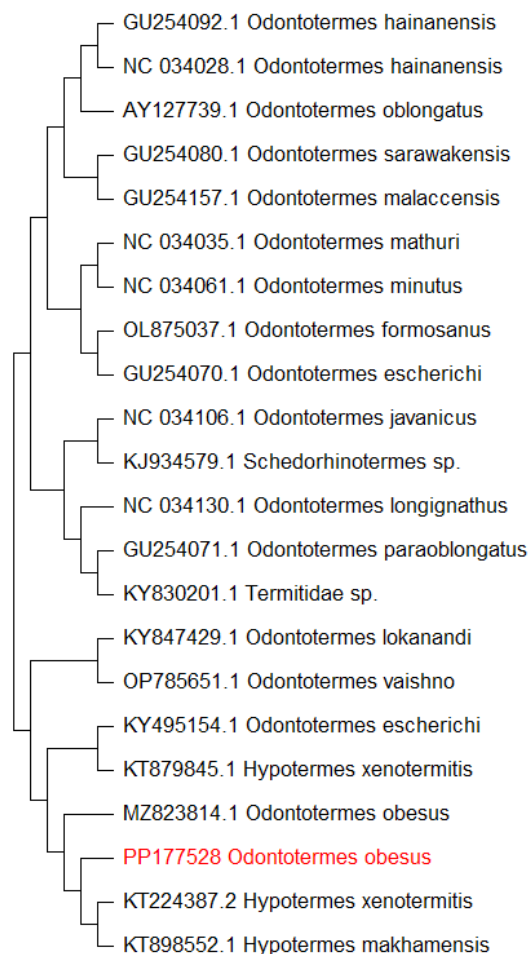 GU254092.1 Odontotermes hainanensis
NC 034028.1 Odontotermes hainanensis
AY127739.1 Odontotermes oblongatus
GU254080.1 Odontotermes sarawakensis
GU254157.1 Odontotermes malaccensis
NC 034035.1 Odontotermes mathuri
NC 034061.1 Odontotermes minutus
OL875037.1 Odontotermes formosanus
GU254070.1 Odontotermes escherichi
NC 034106.1 Odontotermes javanicus
KJ934579.1 Schedorhinotermes sp.
NC 034130.1 Odontotermes longignathus
GU254071.1 Odontotermes paraoblongatus
KY830201.1 Termitidae sp.
KY847429.1 Odontotermes lokanandi
OP785651.1 Odontotermes vaishno
KY495154.1 Odontotermes escherichi
KT879845.1 Hypotermes xenotermitis
MZ823814.1 Odontotermes obesus
PP177528 Odontotermes obesus
KT224387.2 Hypotermes xenotermitis
KT898552.1 Hypotermes makhamensis